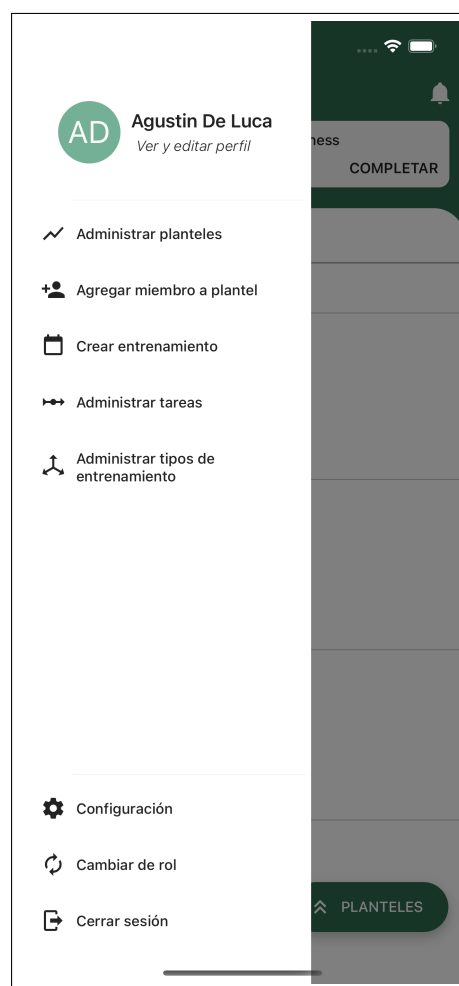 AD
Agustin De Luca
Ver y editar perfil
COMPLETAR
Administrar planteles
Agregar miembro a plantel
Crear entrenamiento
Administrar tareas
Administrar tipos de
entrenamiento
Configuración
Cambiar de rol
PLANTELES
Cerrar sesión